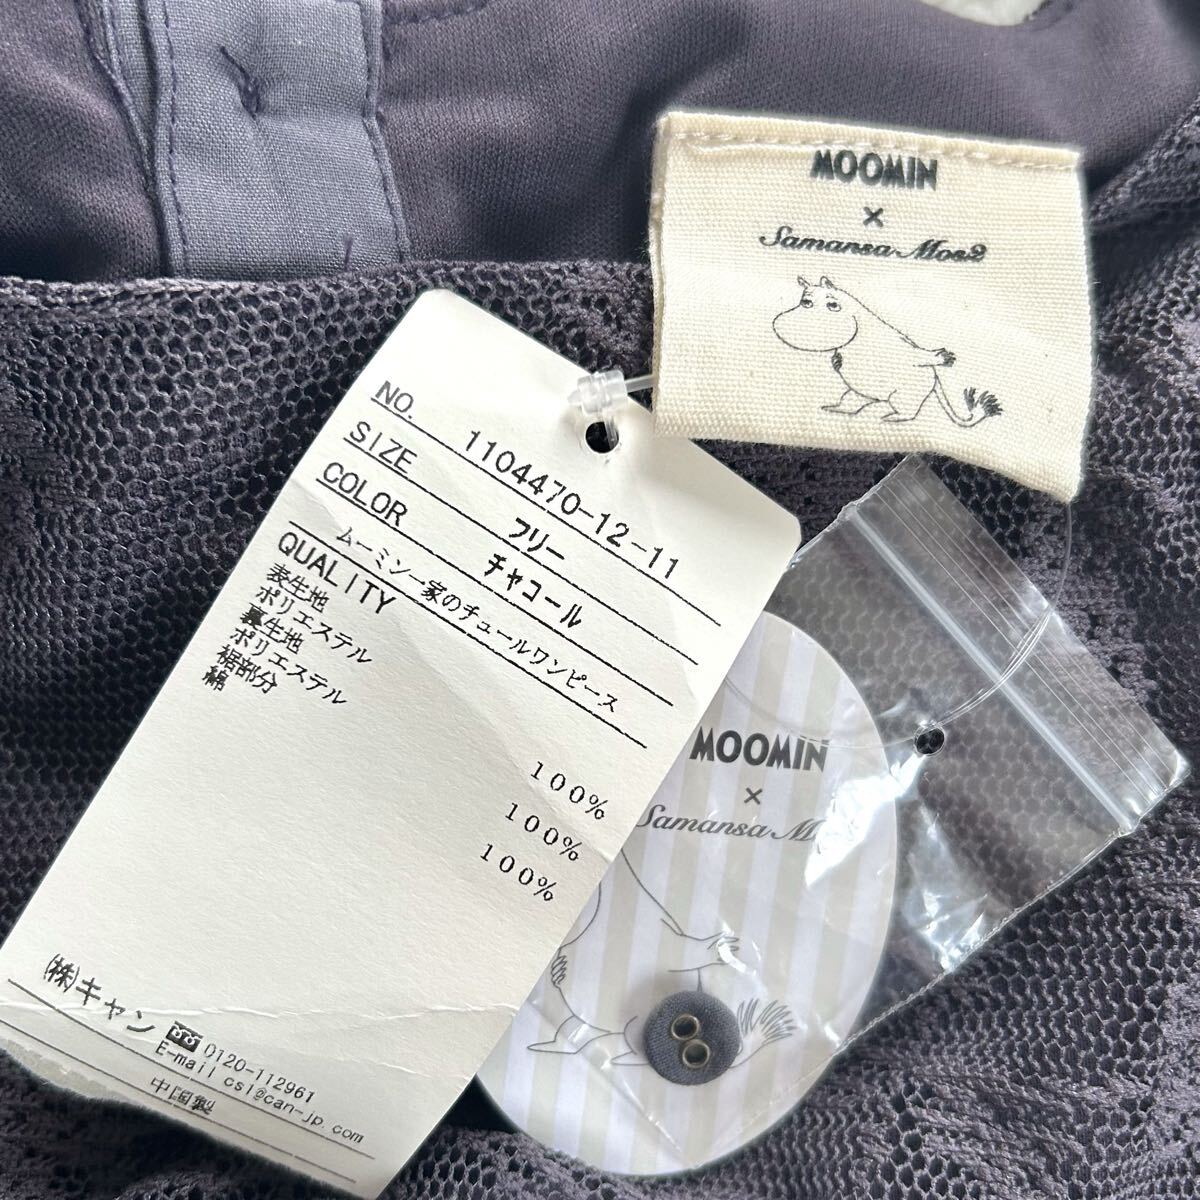 MOOMIN
×
Samansa Mos2
NO. 1104470-12-11
SIZE フリー
COLOR チャコール
ムーミン一家のチュールワンピース
QUALITY
表生地
ポリエステル 100%
裏生地
ポリエステル 100%
裾部分
綿 100%
(株)キャン 0120-112961
E-mail csl@can-jp.com
中国製
MOOMIN
×
Samansa M